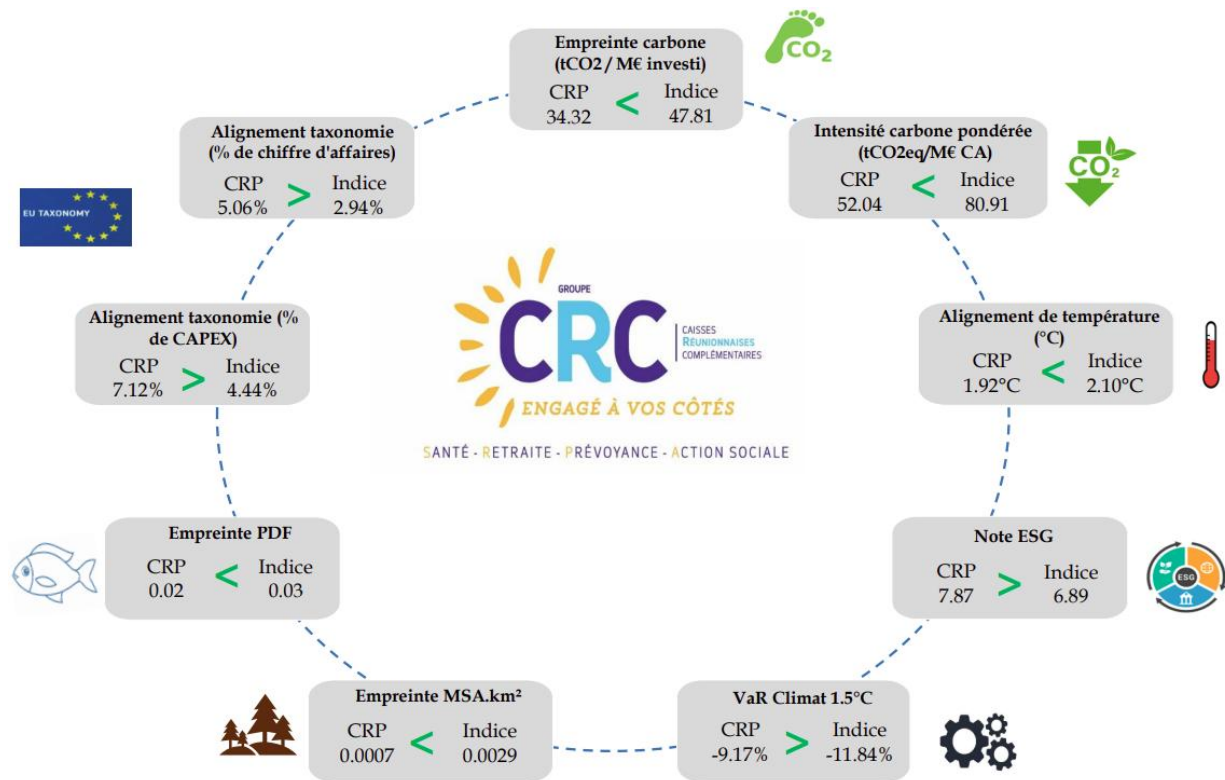 Empreinte carbone
(tCO2 / M€ investi)
CRP < Indice
34.32 47.81
CO₂
Alignement taxonomie
(% de chiffre d'affaires)
CRP > Indice
5.06% 2.94%
Intensité carbone pondérée
(tCO2eq/M€ CA)
CRP < Indice
52.04 80.91
CO₂
EU TAXONOMY
GROUPE
CRC
CAISSES
RÉUNIONNAISES
COMPLÉMENTAIRES
ENGAGÉ À VOS CÔTÉS
SANTÉ - RETRAITE - PRÉVOYANCE - ACTION SOCIALE
Alignement taxonomie (%
de CAPEX)
CRP > Indice
7.12% 4.44%
Alignement de température
(°C)
CRP < Indice
1.92°C 2.10°C
Empreinte PDF
CRP < Indice
0.02 0.03
Note ESG
CRP > Indice
7.87 6.89
ESG
Empreinte MSA.km²
CRP < Indice
0.0007 0.0029
VaR Climat 1.5°C
CRP > Indice
-9.17% -11.84%